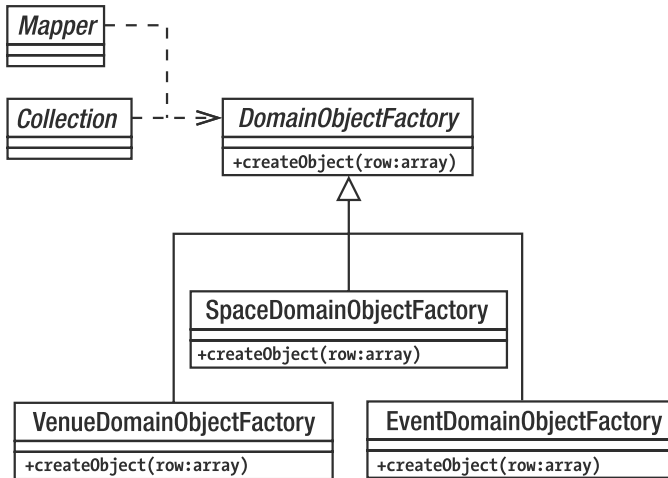 Mapper
Collection
DomainObjectFactory
+createObject(row:array)
SpaceDomainObjectFactory
+createObject(row:array)
VenueDomainObjectFactory
+createObject(row:array)
EventDomainObjectFactory
+createObject(row:array)